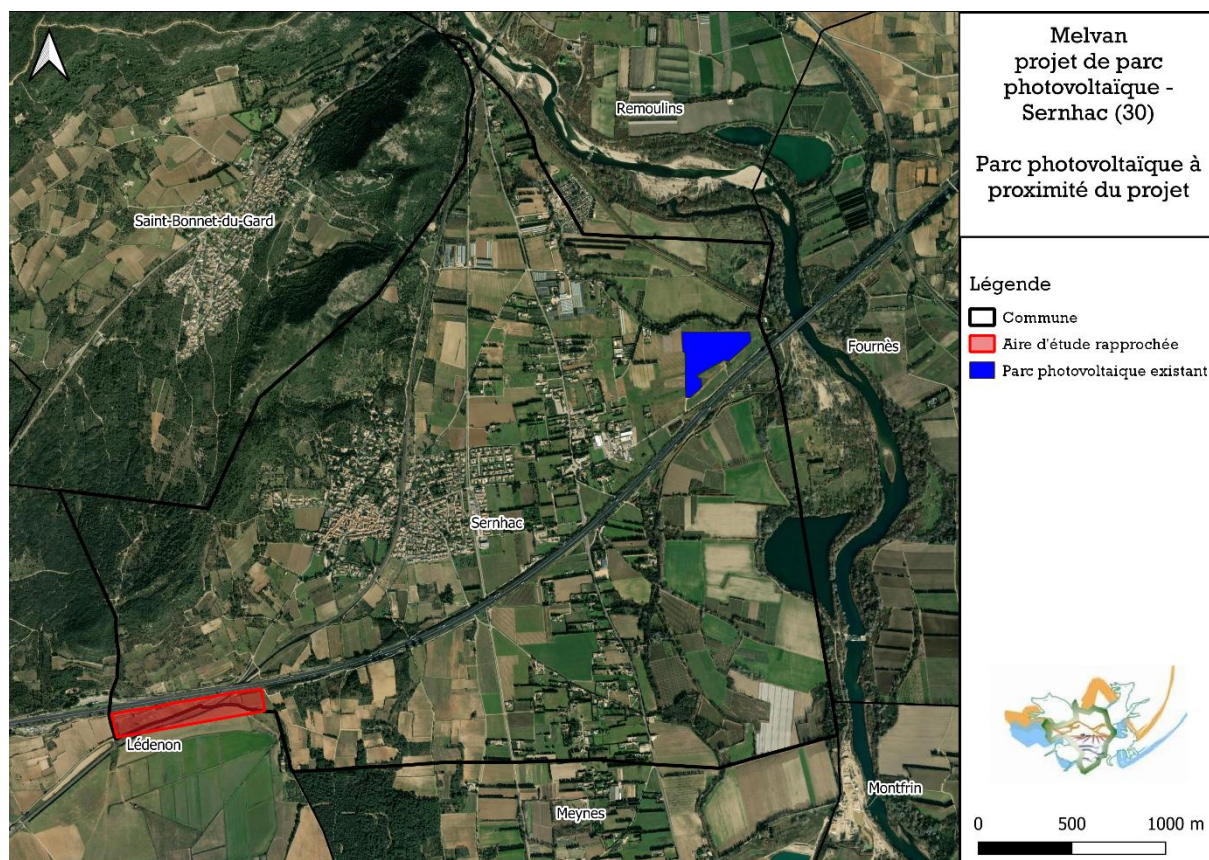 Melvan
projet de parc
photovoltaïque -
Sernhac (30)
Parc photovoltaïque à
proximité du projet
Légende
Commune
Aire d'étude rapprochée
Parc photovoltaique existant
0 500 1000 m
Remoulins
Saint-Bonnet-du-Gard
Fournès
Sernhac
Lédenon
Meynes
Montfrin